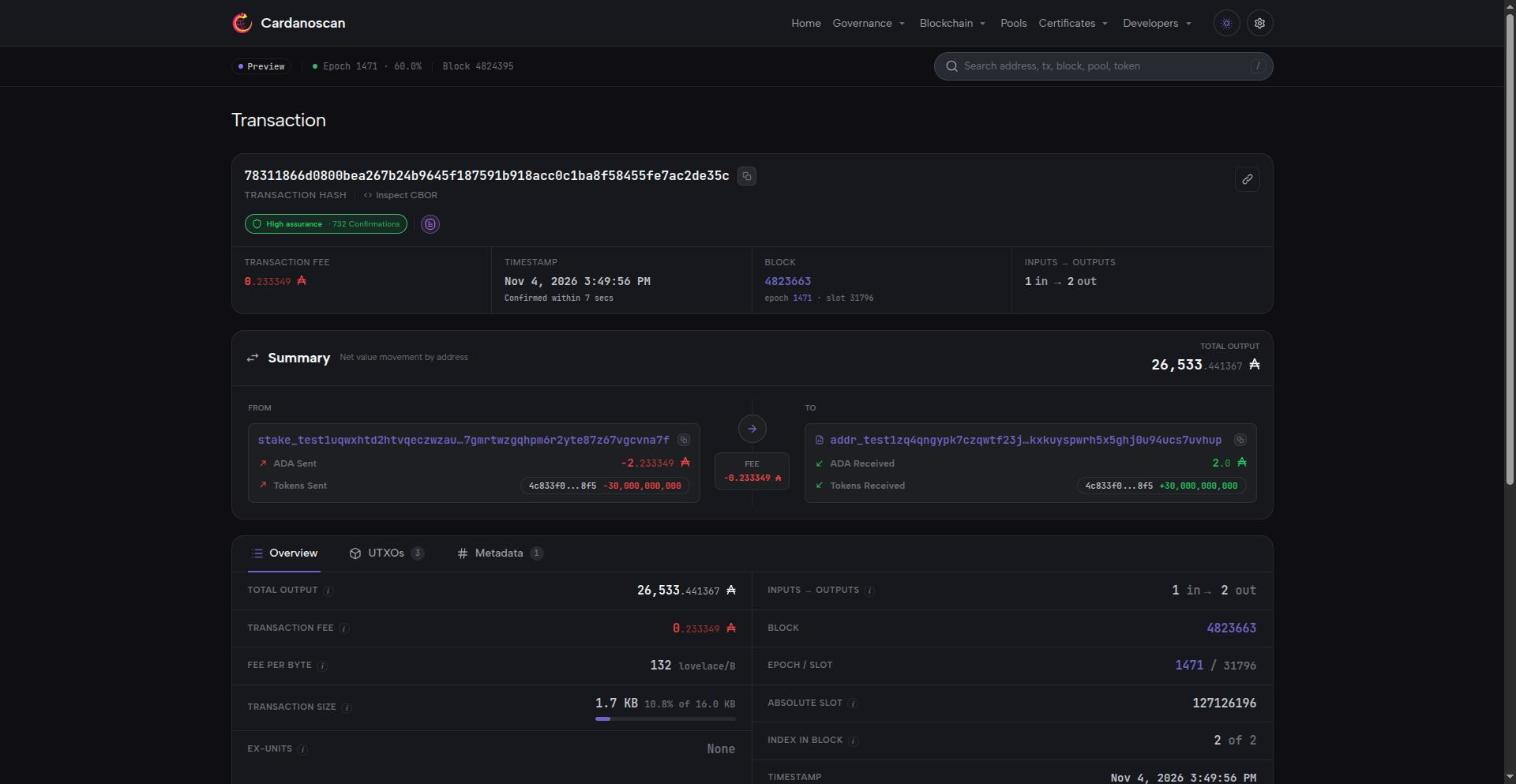 Cardanoscan
Home Governance Blockchain Pools Certificates Developers
Preview Epoch 1471 · 60.0% Block 4824395
Search address, tx, block, pool, token /
Transaction
78311866d0800bea267b24b9645f187591b918acc0c1ba8f58455fe7ac2de35c
TRANSACTION HASH <> Inspect CBOR
High assurance · 732 Confirmations
TRANSACTION FEE
0.233349 ₳
TIMESTAMP
Nov 4, 2026 3:49:56 PM
Confirmed within 7 secs
BLOCK
4823663
epoch 1471 · slot 31796
INPUTS → OUTPUTS
1 in → 2 out
Summary Net value movement by address
TOTAL OUTPUT
26,533.441367 ₳
FROM
stake_test1uqwxhtd2htvqeczwzau…7gmrtwzgqhpm6r2yte87z67vgcvna7f
ADA Sent -2.233349 ₳
Tokens Sent 4c833f0...8f5 -30,000,000,000
FEE
-0.233349 ₳
TO
addr_test1zq4qngypk7czqwtf23j…kxkuyspwrh5x5ghj0u94ucs7uvhup
ADA Received 2.0 ₳
Tokens Received 4c833f0...8f5 +30,000,000,000
Overview UTXOs 3 Metadata 1
TOTAL OUTPUT i 26,533.441367 ₳
TRANSACTION FEE i 0.233349 ₳
FEE PER BYTE i 132 lovelace/B
TRANSACTION SIZE i 1.7 KB 10.8% of 16.0 KB
EX-UNITS i None
INPUTS → OUTPUTS i 1 in → 2 out
BLOCK 4823663
EPOCH / SLOT 1471 / 31796
ABSOLUTE SLOT i 127126196
INDEX IN BLOCK i 2 of 2
TIMESTAMP Nov 4, 2026 3:49:56 PM